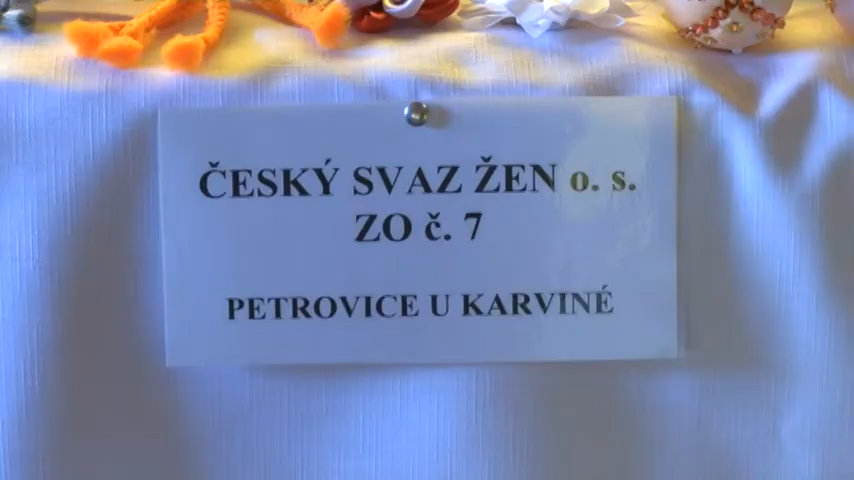 ČESKÝ SVAZ ŽEN o. s.
ZO č. 7
PETROVICE U KARVINÉ